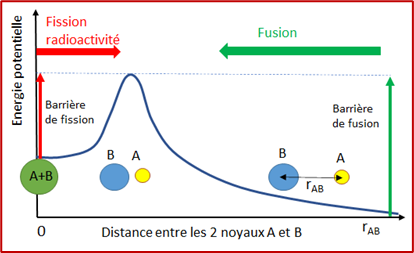 Energie potentielle
Fission
radioactivité
Fusion
Barrière
de fission
Barrière
de fusion
A+B
B
A
B
A
rAB
0
Distance entre les 2 noyaux A et B
rAB